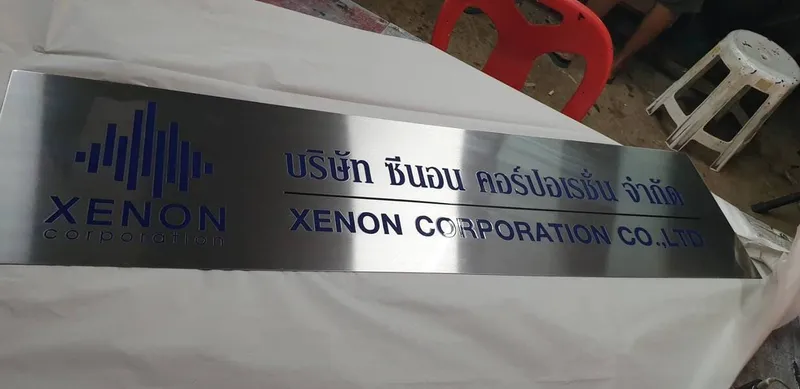 XENON
corporation
บริษัท ซีนอน คอร์ปอเรชั่น จำกัด
XENON CORPORATION CO.,LTD